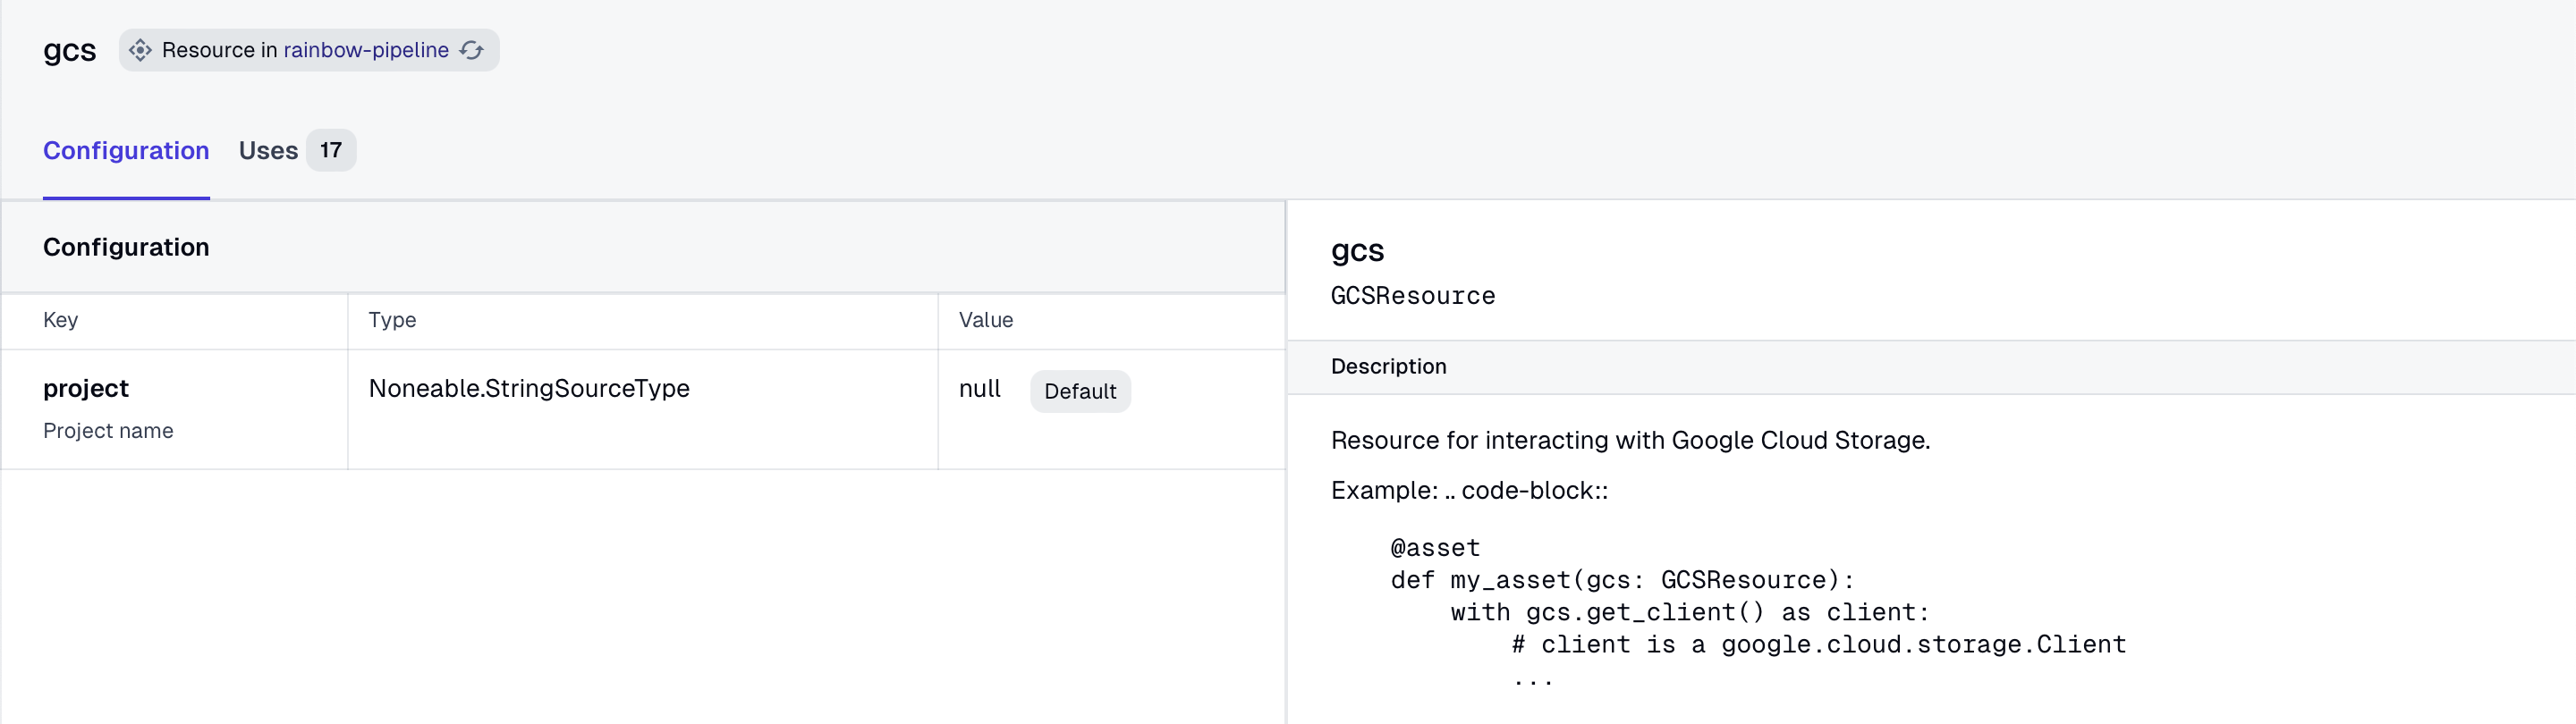 gcs Resource in rainbow-pipeline
Configuration Uses 17
Configuration
Key Type Value
project Noneable.StringSourceType null Default
Project name
gcs
GCSResource
Description
Resource for interacting with Google Cloud Storage.
Example: .. code-block::
@asset
def my_asset(gcs: GCSResource):
    with gcs.get_client() as client:
        # client is a google.cloud.storage.Client
        ...